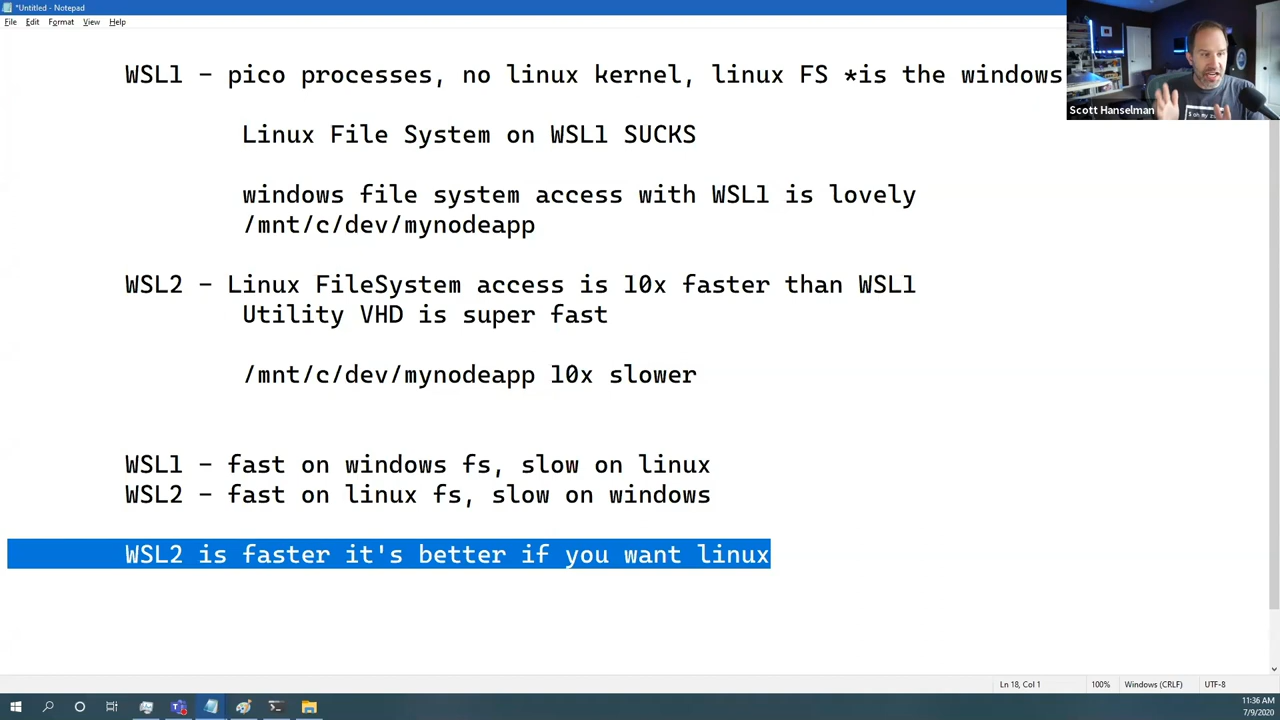 *Untitled - Notepad
File Edit Format View Help
WSL1 - pico processes, no linux kernel, linux FS *is the windows
Scott Hanselman
Linux File System on WSL1 SUCKS
windows file system access with WSL1 is lovely
/mnt/c/dev/mynodeapp
WSL2 - Linux FileSystem access is 10x faster than WSL1
Utility VHD is super fast
/mnt/c/dev/mynodeapp 10x slower
WSL1 - fast on windows fs, slow on linux
WSL2 - fast on linux fs, slow on windows
WSL2 is faster it's better if you want linux
Ln 18, Col 1 100% Windows (CRLF) UTF-8
11:36 AM
7/9/2020